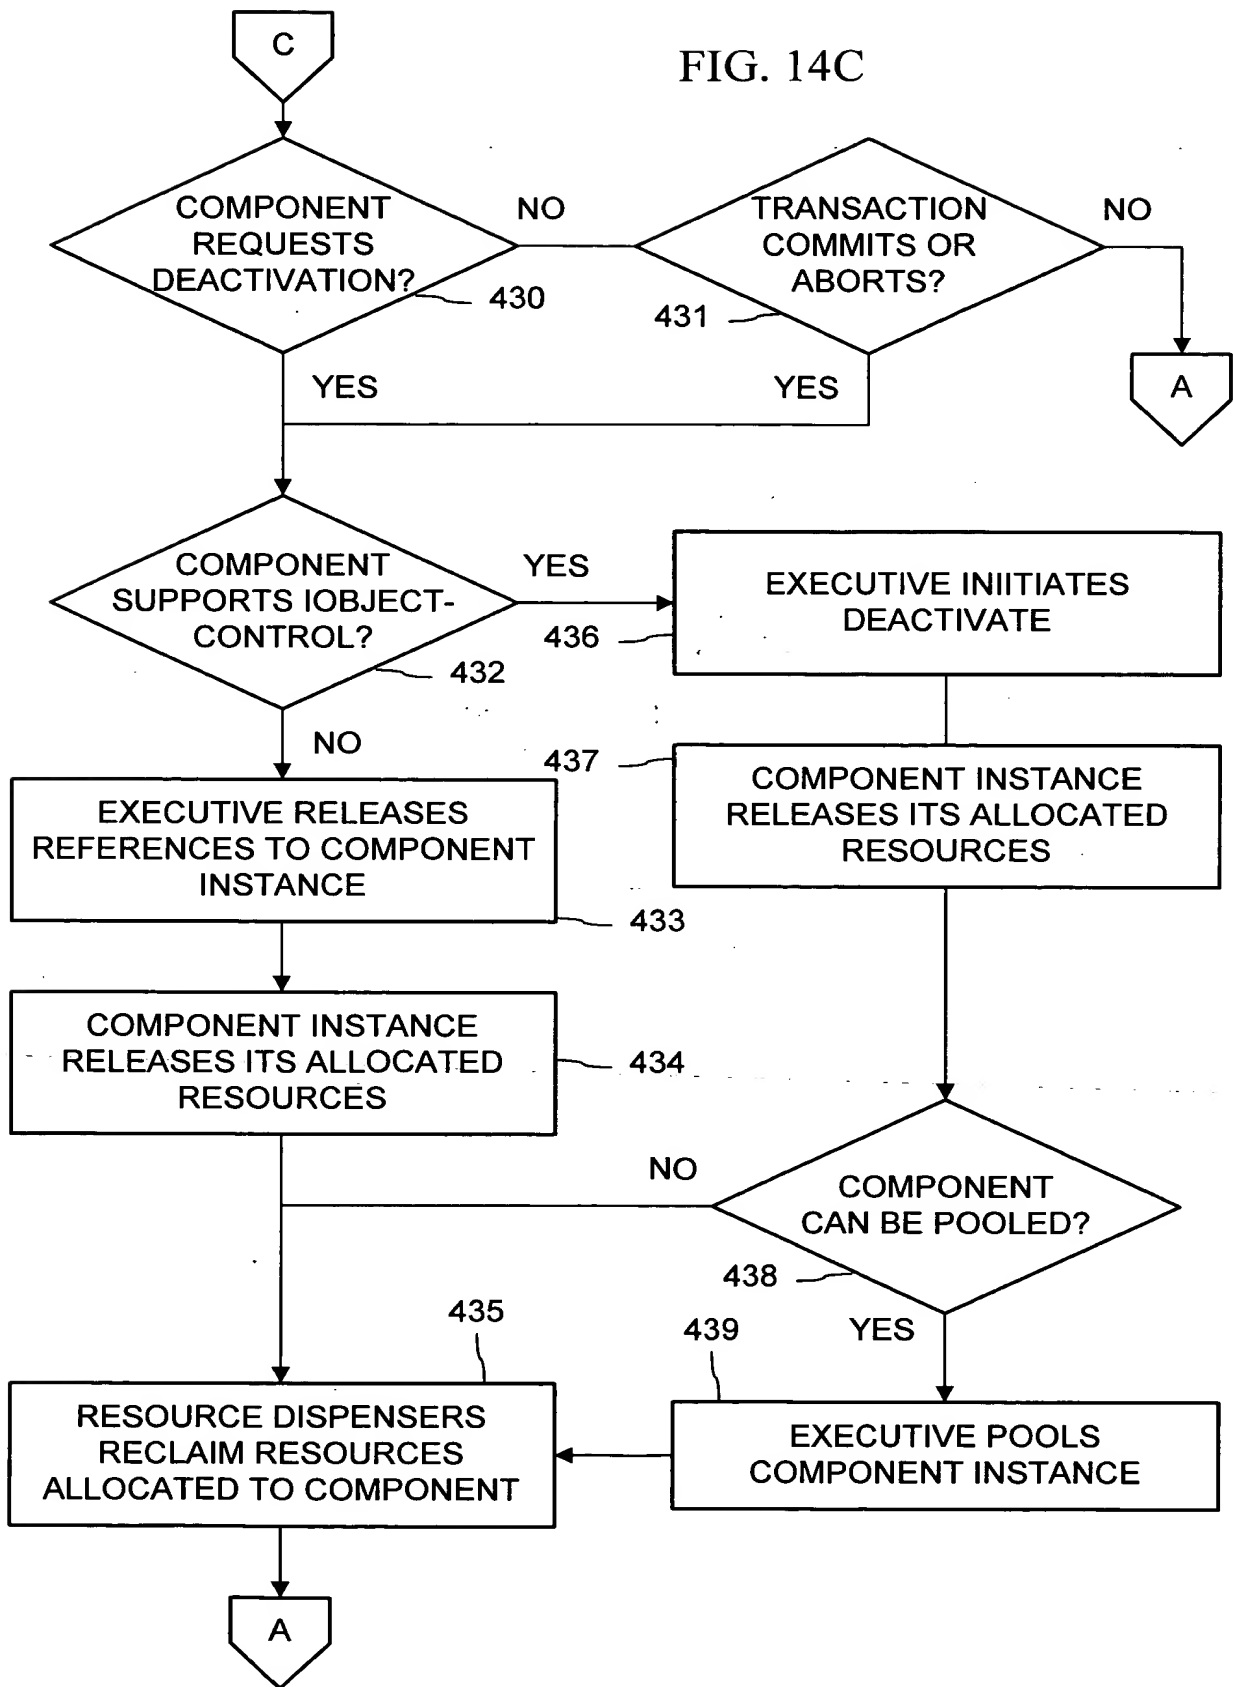 C
FIG. 14C
COMPONENT
REQUESTS
DEACTIVATION?
430
NO
TRANSACTION
COMMITS OR
ABORTS?
431
NO
A
YES
YES
COMPONENT
SUPPORTS IOBJECT-
CONTROL?
432
YES
EXECUTIVE INIITIATES
DEACTIVATE
436
NO
437
COMPONENT INSTANCE
RELEASES ITS ALLOCATED
RESOURCES
EXECUTIVE RELEASES
REFERENCES TO COMPONENT
INSTANCE
433
COMPONENT INSTANCE
RELEASES ITS ALLOCATED
RESOURCES
434
NO
COMPONENT
CAN BE POOLED?
438
YES
435
439
RESOURCE DISPENSERS
RECLAIM RESOURCES
ALLOCATED TO COMPONENT
EXECUTIVE POOLS
COMPONENT INSTANCE
A